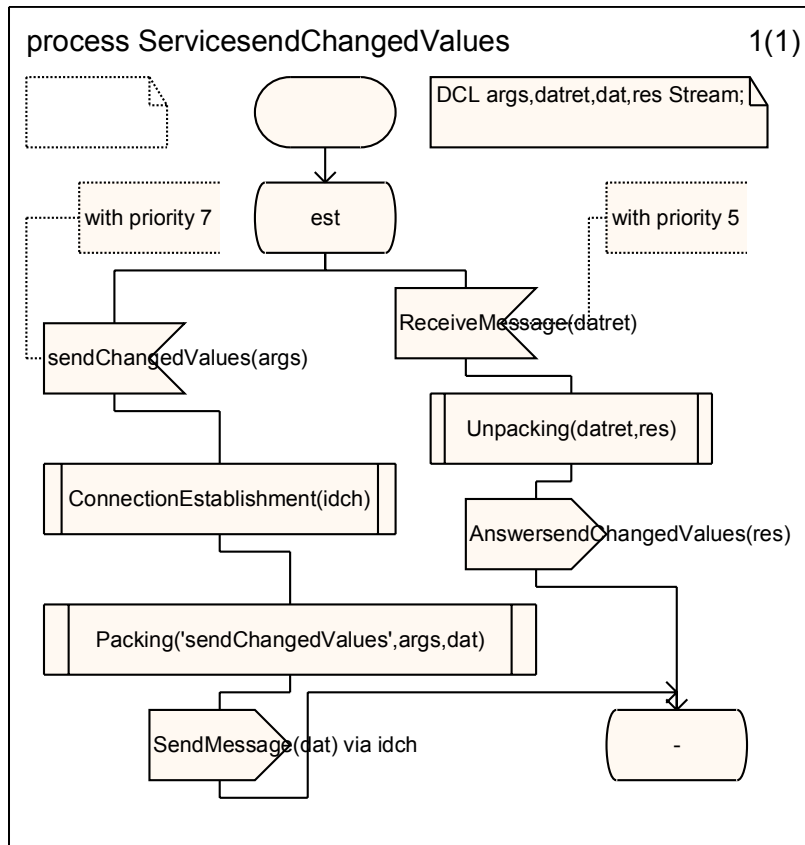 process ServicesendChangedValues 1(1)
DCL args,datret,dat,res Stream;
with priority 7
est
with priority 5
ReceiveMessage(datret)
sendChangedValues(args)
Unpacking(datret,res)
ConnectionEstablishment(idch)
AnswersendChangedValues(res)
Packing('sendChangedValues',args,dat)
SendMessage(dat) via idch
-